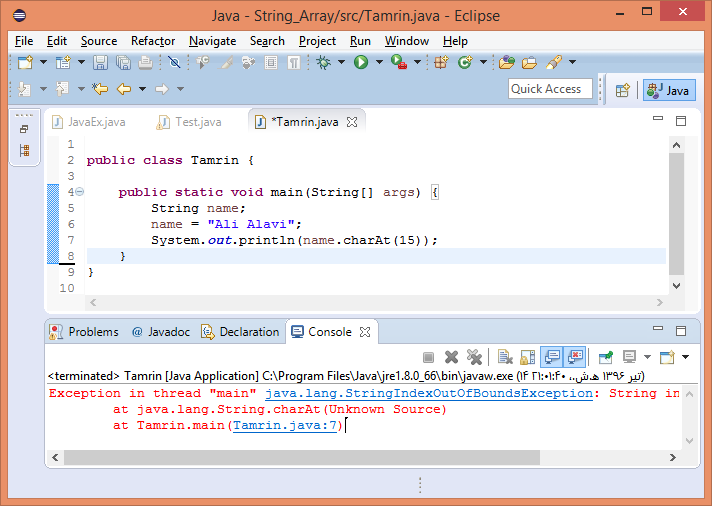 Java - String_Array/src/Tamrin.java - Eclipse
File Edit Source Refactor Navigate Search Project Run Window Help
Quick Access
Java
JavaEx.java Test.java *Tamrin.java
1
2 public class Tamrin {
3
4 public static void main(String[] args) {
5 String name;
6 name = "Ali Alavi";
7 System.out.println(name.charAt(15));
8 }
9 }
10
Problems @ Javadoc Declaration Console
<terminated> Tamrin [Java Application] C:\Program Files\Java\jre1.8.0_66\bin\javaw.exe (۱۴ تیر ۱۳۹۶ ه‍.ش.،‏ ۲۱:۰۱:۴۰)
Exception in thread "main" java.lang.StringIndexOutOfBoundsException: String in
at java.lang.String.charAt(Unknown Source)
at Tamrin.main(Tamrin.java:7)